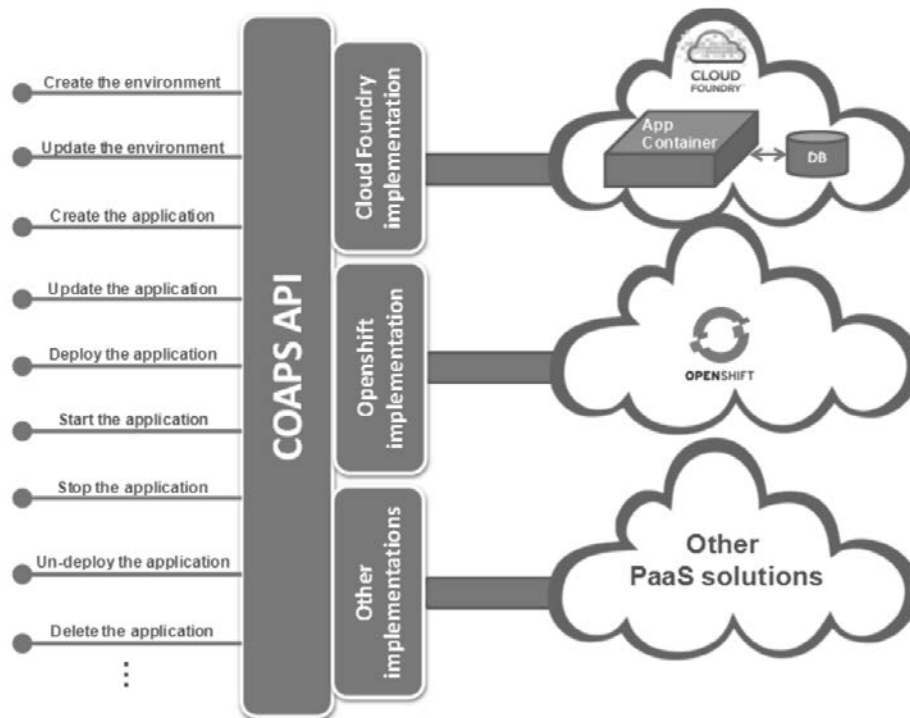 Create the environment
Update the environment
Create the application
Update the application
Deploy the application
Start the application
Stop the application
Un-deploy the application
Delete the application
COAPS API
Cloud Foundry
implementation
Openshift
implementation
Other
implementations
CLOUD
FOUNDRY
App
Container
DB
OPENSHIFT
Other
PaaS solutions